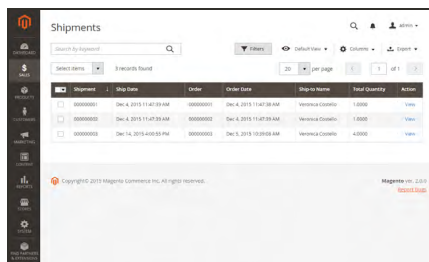 Shipments
admin
DASHBOARD
SALES
PRODUCTS
CUSTOMERS
MARKETING
CONTENT
REPORTS
STORES
SYSTEM
FIND PARTNERS
& EXTENSIONS
Search by keyword
Filters
Default View
Columns
Export
Select Items
3 records found
20 per page
1 of 1
Shipment Ship Date Order Order Date Ship-to Name Total Quantity Action
000000001 Dec 4, 2015 11:47:39 AM 000000001 Dec 4, 2015 11:47:38 AM Veronica Costello 1.0000 View
000000002 Dec 4, 2015 11:47:39 AM 000000002 Dec 4, 2015 11:47:39 AM Veronica Costello 1.0000 View
000000003 Dec 14, 2015 4:00:55 PM 000000003 Dec 5, 2015 10:09:08 AM Veronica Costello 4.0000 View
Copyright© 2015 Magento Commerce Inc. All rights reserved.
Magento ver. 2.0.0
Report Bugs